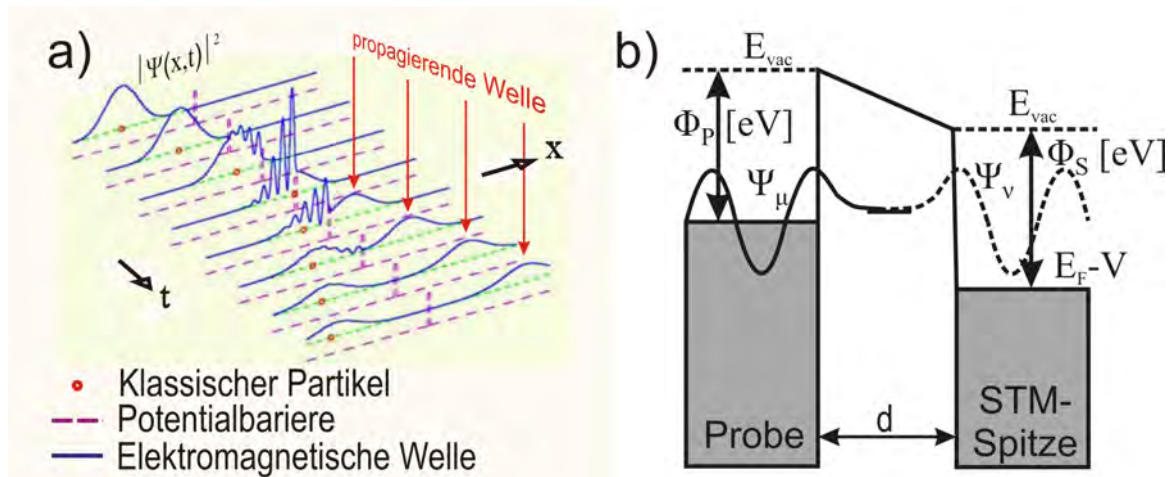 a)
|Ψ(x,t)|²
propagierende Welle
x
t
Klassischer Partikel
Potentialbariere
Elektromagnetische Welle
b)
E_vac
E_vac
Φ_P [eV]
Φ_S [eV]
Ψ_μ
Ψ_ν
E_F-V
d
Probe
STM-
Spitze